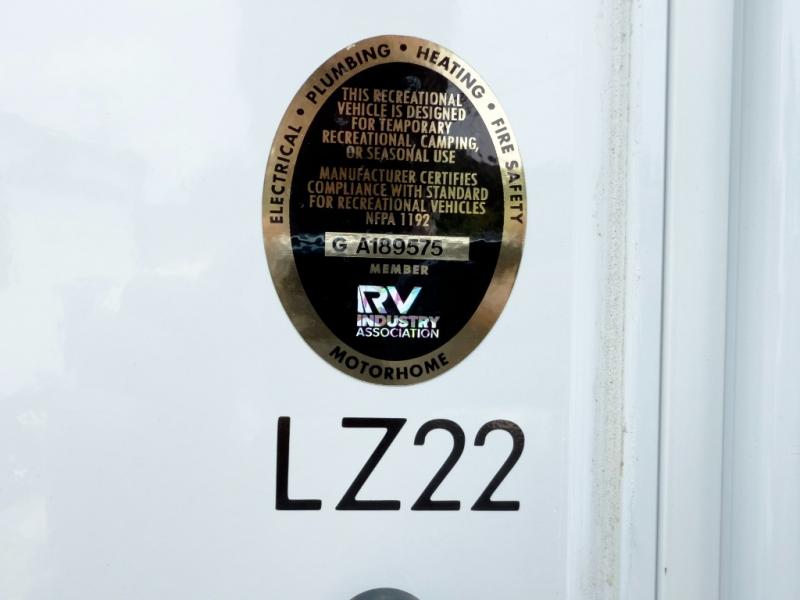 ELECTRICAL • PLUMBING • HEATING • FIRE SAFETY
THIS RECREATIONAL
VEHICLE IS DESIGNED
FOR TEMPORARY
RECREATIONAL, CAMPING,
OR SEASONAL USE
MANUFACTURER CERTIFIES
COMPLIANCE WITH STANDARD
FOR RECREATIONAL VEHICLES
NFPA 1192
G A189575
MEMBER
RV
INDUSTRY
ASSOCIATION
MOTORHOME
LZ22